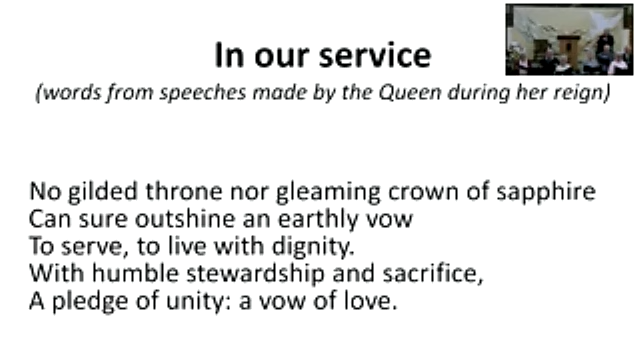 In our service
(words from speeches made by the Queen during her reign)
No gilded throne nor gleaming crown of sapphire
Can sure outshine an earthly vow
To serve, to live with dignity.
With humble stewardship and sacrifice,
A pledge of unity: a vow of love.